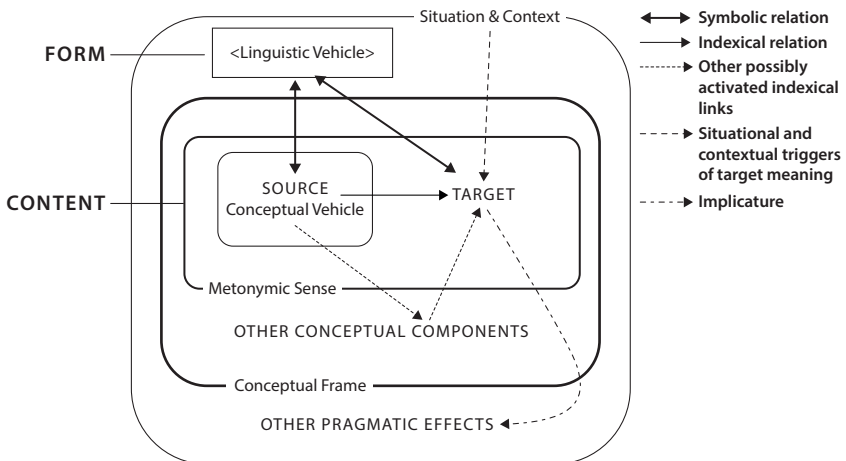 Situation & Context
FORM
<Linguistic Vehicle>
CONTENT
SOURCE
Conceptual Vehicle
TARGET
Metonymic Sense
OTHER CONCEPTUAL COMPONENTS
Conceptual Frame
OTHER PRAGMATIC EFFECTS
Symbolic relation
Indexical relation
Other possibly
activated indexical
links
Situational and
contextual triggers
of target meaning
Implicature